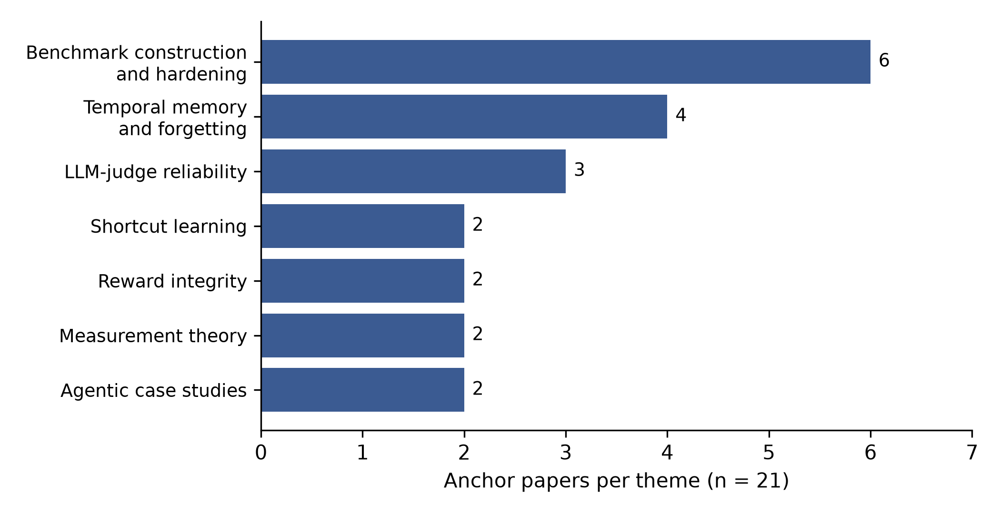 Benchmark construction
and hardening
6
Temporal memory
and forgetting
4
LLM-judge reliability
3
Shortcut learning
2
Reward integrity
2
Measurement theory
2
Agentic case studies
2
0 1 2 3 4 5 6 7
Anchor papers per theme (n = 21)